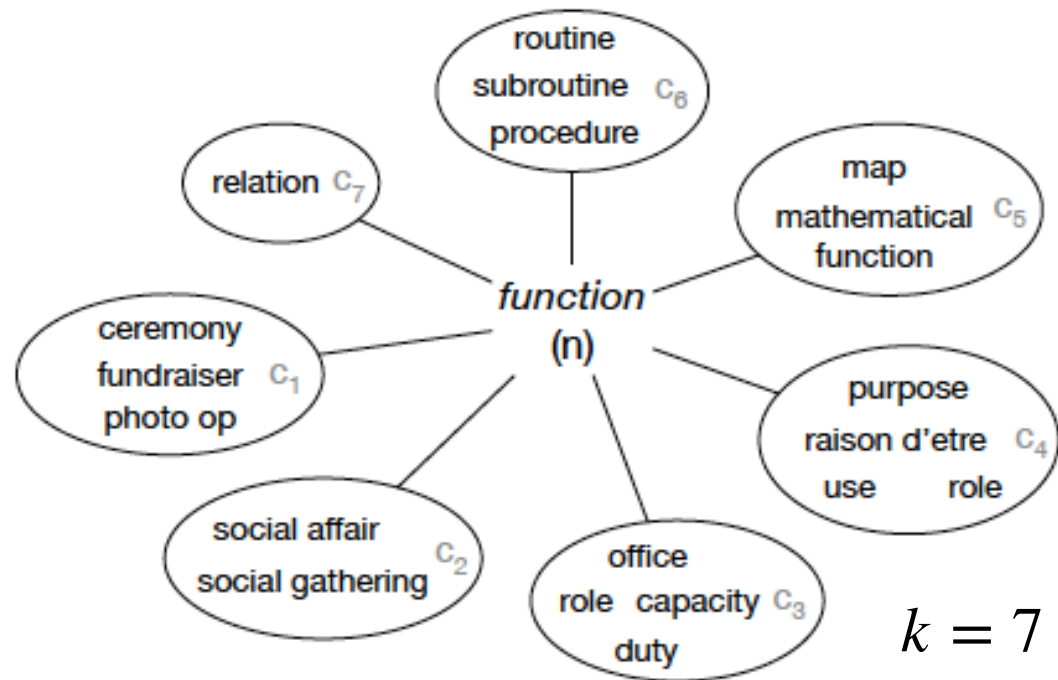 routine
subroutine c₆
procedure
relation c₇
map
mathematical c₅
function
function
(n)
ceremony
fundraiser c₁
photo op
purpose
raison d'etre c₄
use role
social affair
social gathering c₂
office
role capacity c₃
duty
k = 7